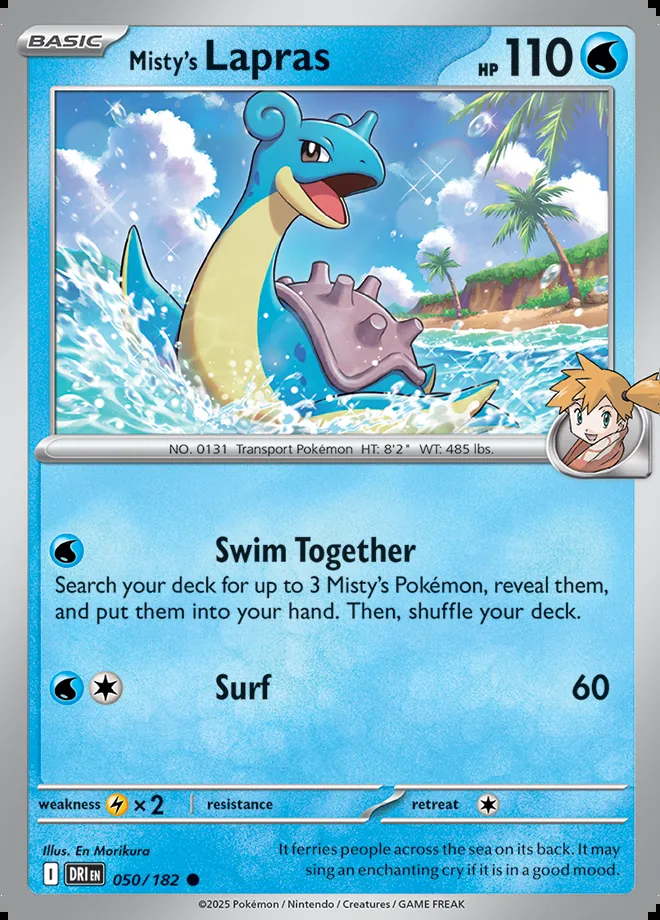 BASIC
Misty's Lapras HP 110
NO. 0131 Transport Pokémon HT: 8'2" WT: 485 lbs.
Swim Together
Search your deck for up to 3 Misty's Pokémon, reveal them,
and put them into your hand. Then, shuffle your deck.
Surf 60
weakness ×2 resistance retreat
Illus. En Morikura
It ferries people across the sea on its back. It may
sing an enchanting cry if it is in a good mood.
I DRI EN 050/182
©2025 Pokémon / Nintendo / Creatures / GAME FREAK